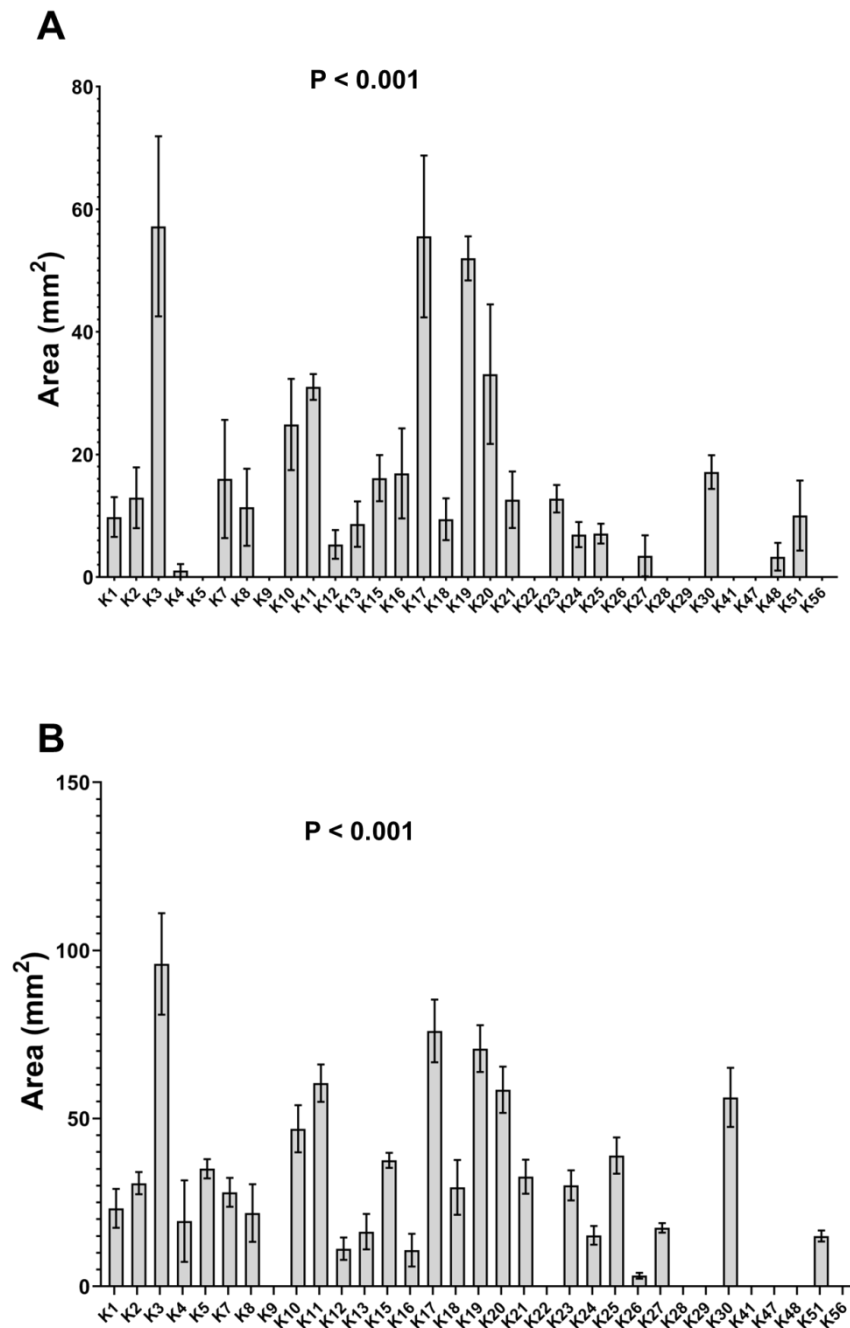 A
P < 0.001
80
60
40
20
0
Area (mm²)
K1 K2 K3 K4 K5 K7 K8 K9 K10 K11 K12 K13 K15 K16 K17 K18 K19 K20 K21 K22 K23 K24 K25 K26 K27 K28 K29 K30 K41 K47 K48 K51 K56
B
P < 0.001
150
100
50
0
Area (mm²)
K1 K2 K3 K4 K5 K7 K8 K9 K10 K11 K12 K13 K15 K16 K17 K18 K19 K20 K21 K22 K23 K24 K25 K26 K27 K28 K29 K30 K41 K47 K48 K51 K56